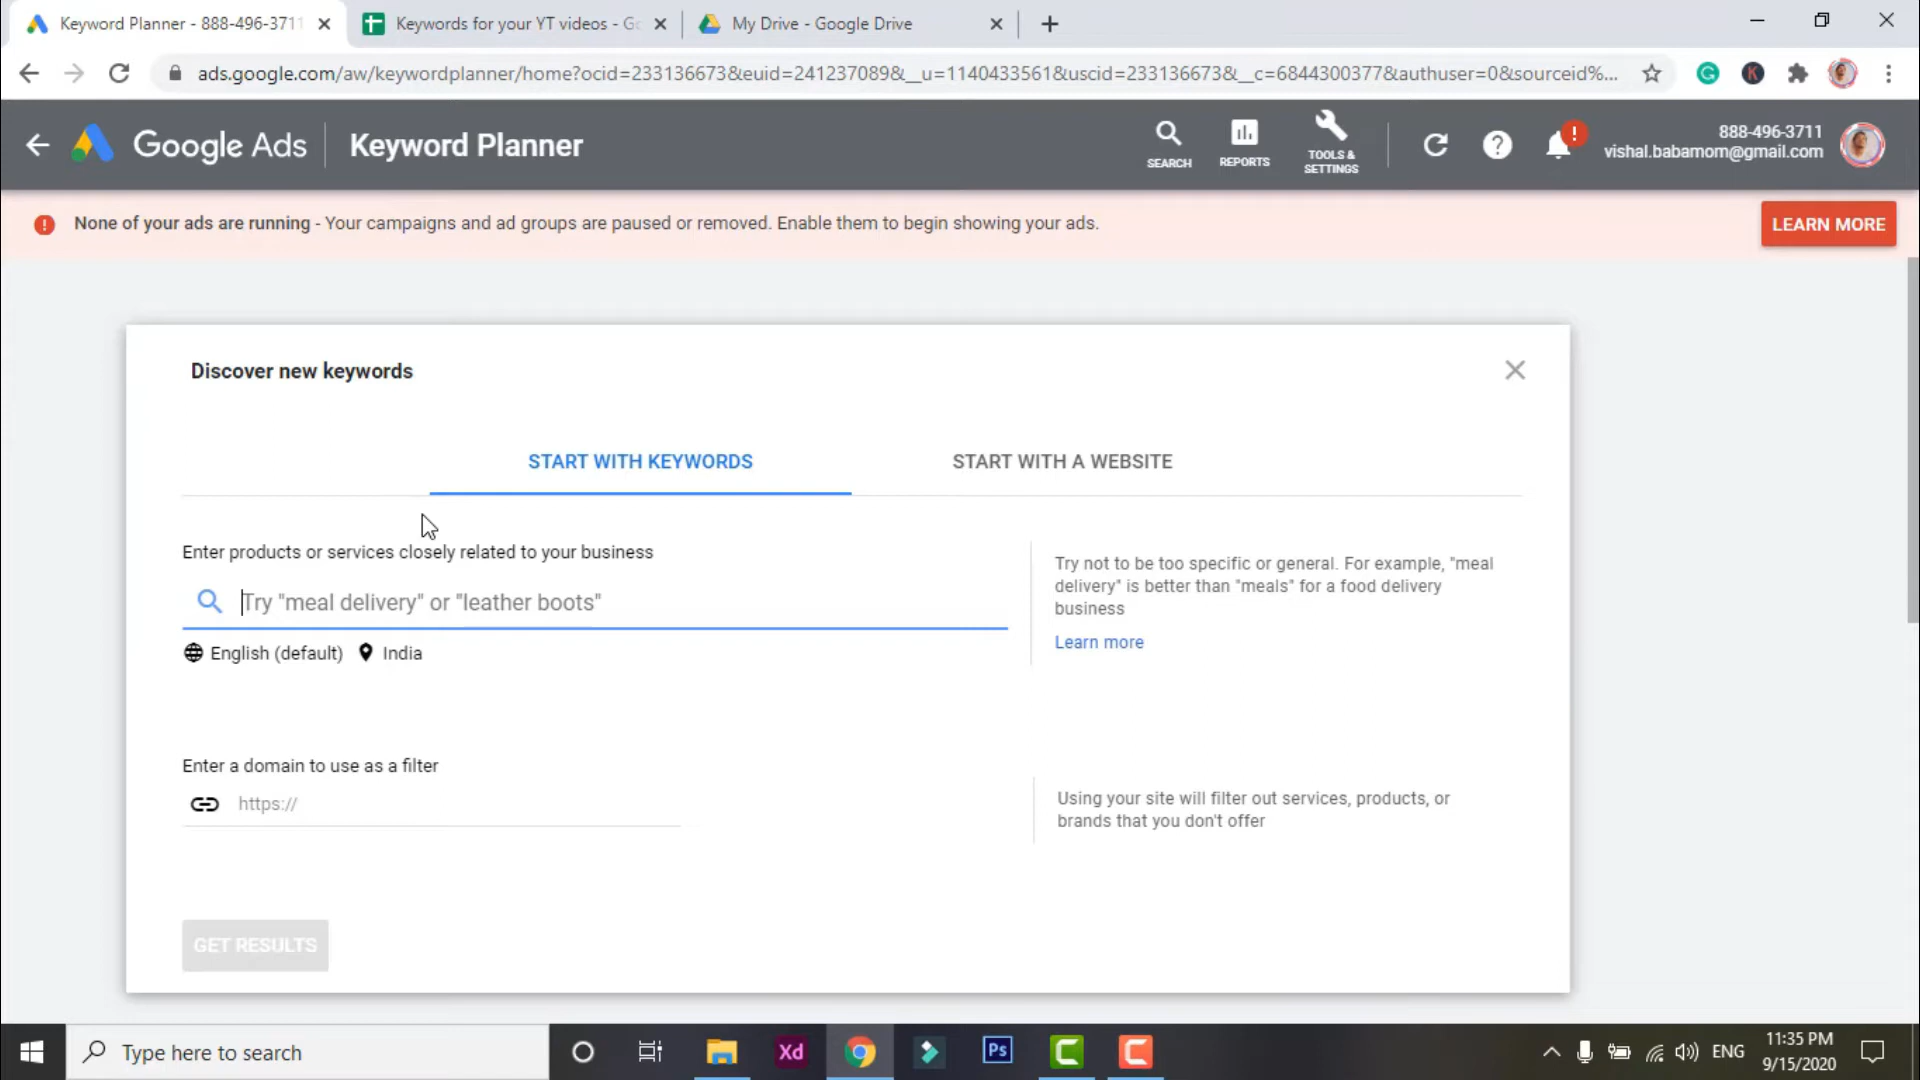 Keyword Planner - 888-496-3711
Keywords for your YT videos - Go
My Drive - Google Drive
ads.google.com/aw/keywordplanner/home?ocid=233136673&euid=241237089&__u=1140433561&uscid=233136673&__c=6844300377&authuser=0&sourceid%...
Google Ads
Keyword Planner
SEARCH
REPORTS
TOOLS &
SETTINGS
888-496-3711
vishal.babamom@gmail.com
None of your ads are running - Your campaigns and ad groups are paused or removed. Enable them to begin showing your ads.
LEARN MORE
Discover new keywords
START WITH KEYWORDS
START WITH A WEBSITE
Enter products or services closely related to your business
Try "meal delivery" or "leather boots"
English (default)
India
Try not to be too specific or general. For example, "meal
delivery" is better than "meals" for a food delivery
business
Learn more
Enter a domain to use as a filter
https://
Using your site will filter out services, products, or
brands that you don't offer
GET RESULTS
Type here to search
Xd
Ps
ENG
11:35 PM
9/15/2020